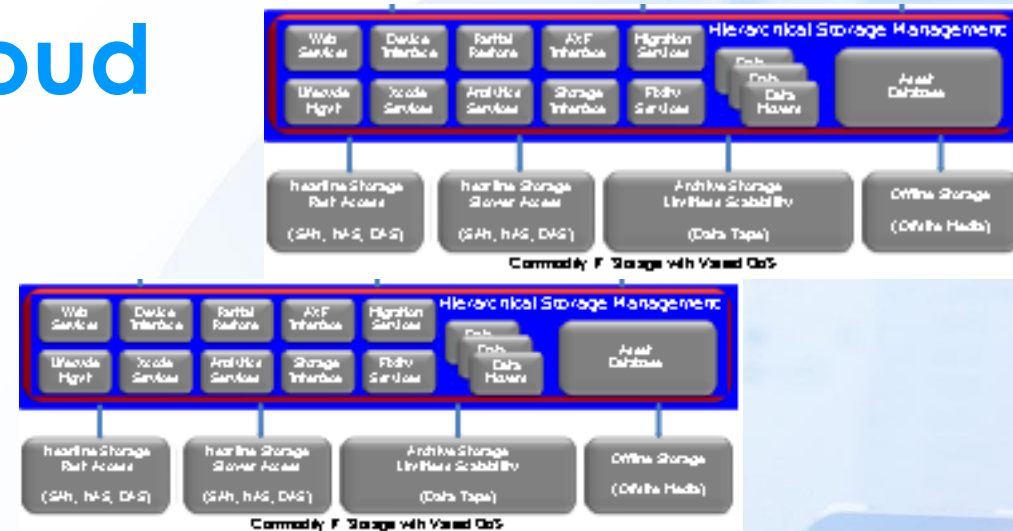 oud
Hierarchical Storage Management
Web
Services
Device
Interface
Partial
Restore
AXF
Interface
Migration
Services
Data
Data
Data
Movers
Asset
Database
Lifecycle
Mgmt
Xcode
Services
Analytics
Services
Storage
Interface
Services
Nearline Storage
Fast Access
(SAN, NAS, DAS)
Nearline Storage
Slower Access
(SAN, NAS, DAS)
Archive Storage
Limitless Scalability
(Data Tape)
Offline Storage
(Offsite Media)
Commodity IT Storage with Varied QoS
Hierarchical Storage Management
Web
Services
Device
Interface
Partial
Restore
AXF
Interface
Migration
Services
Data
Data
Data
Movers
Asset
Database
Lifecycle
Mgmt
Xcode
Services
Analytics
Services
Storage
Interface
Services
Nearline Storage
Fast Access
(SAN, NAS, DAS)
Nearline Storage
Slower Access
(SAN, NAS, DAS)
Archive Storage
Limitless Scalability
(Data Tape)
Offline Storage
(Offsite Media)
Commodity IT Storage with Varied QoS